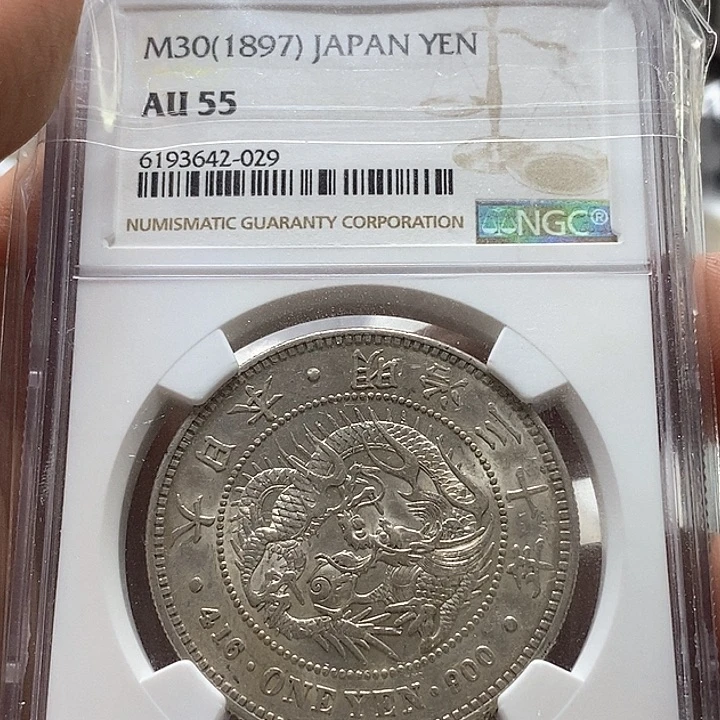 M30(1897) JAPAN YEN
AU 55
6193642-029
NUMISMATIC GUARANTY CORPORATION
NGC®
大日本 · 明治三十年
· 416 · ONE YEN · 900 ·